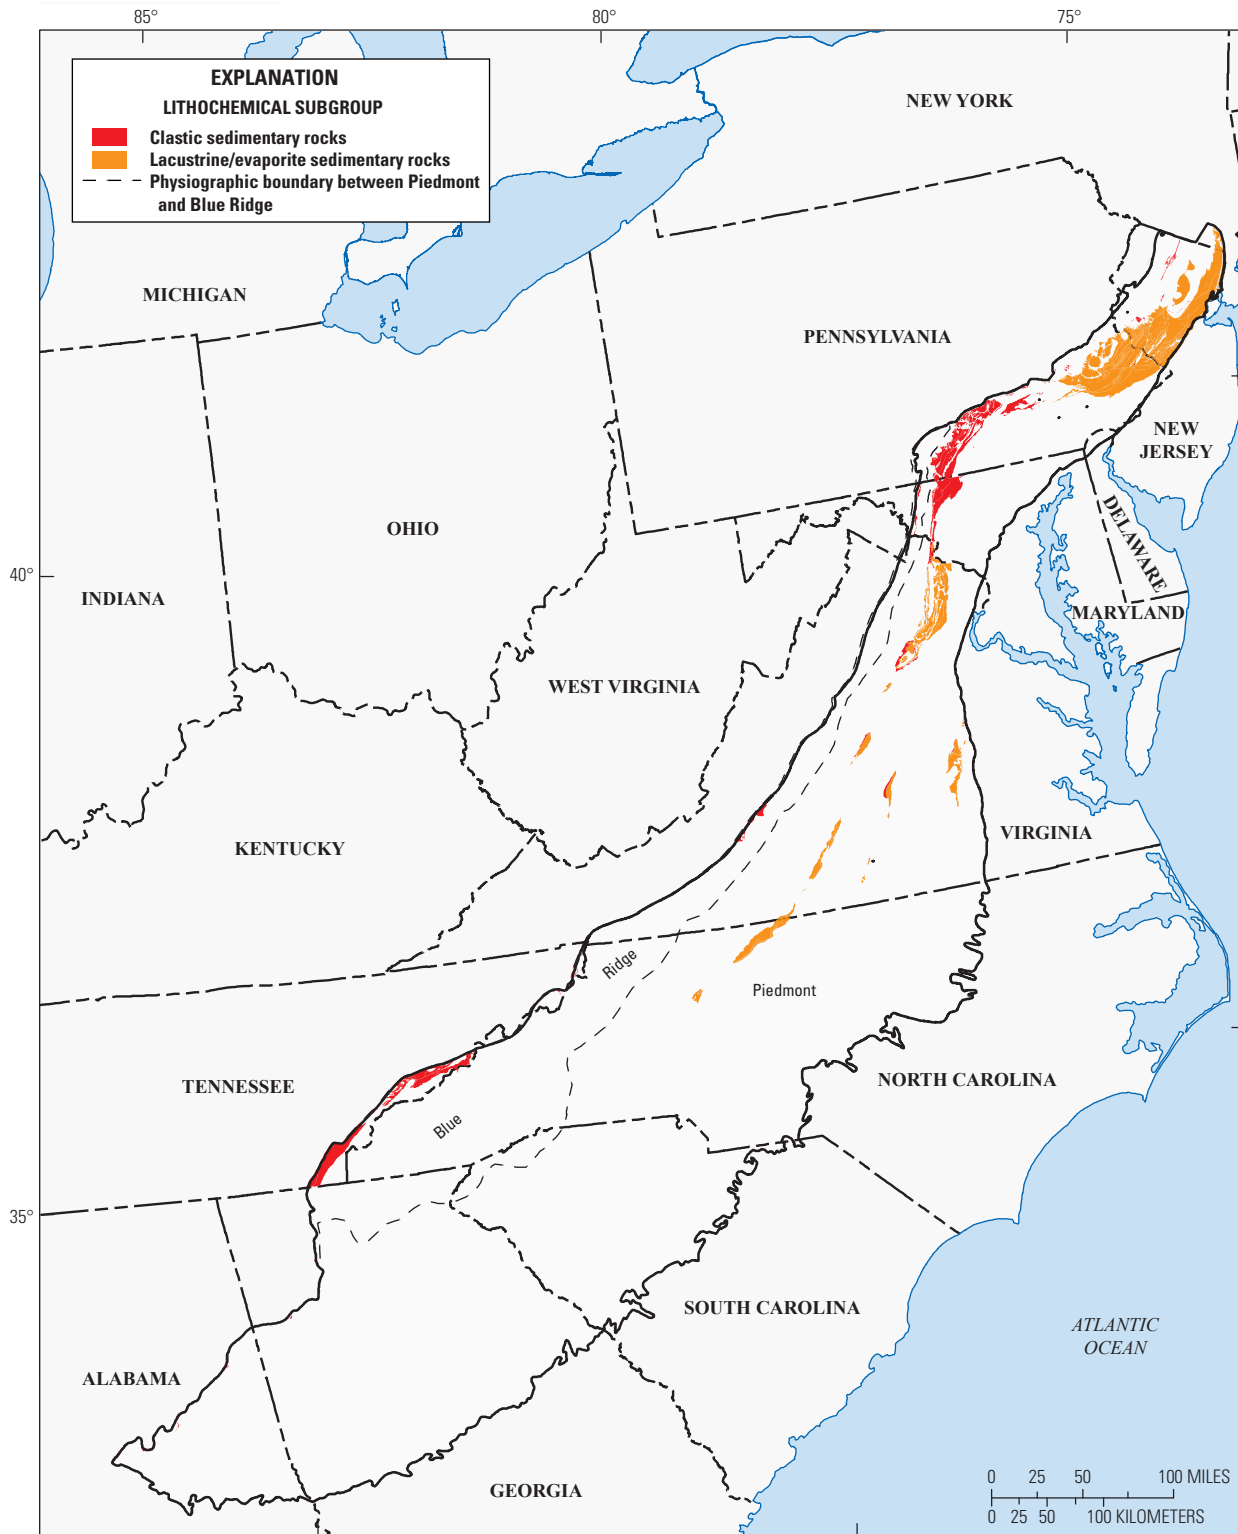 85°
80°
75°
EXPLANATION
LITHOCHEMICAL SUBGROUP
Clastic sedimentary rocks
Lacustrine/evaporite sedimentary rocks
Physiographic boundary between Piedmont
and Blue Ridge
NEW YORK
MICHIGAN
PENNSYLVANIA
NEW
JERSEY
OHIO
DELAWARE
40°
INDIANA
MARYLAND
WEST VIRGINIA
VIRGINIA
KENTUCKY
Ridge
Piedmont
TENNESSEE
NORTH CAROLINA
Blue
35°
SOUTH CAROLINA
ATLANTIC
OCEAN
ALABAMA
GEORGIA
0 25 50 100 MILES
0 25 50 100 KILOMETERS